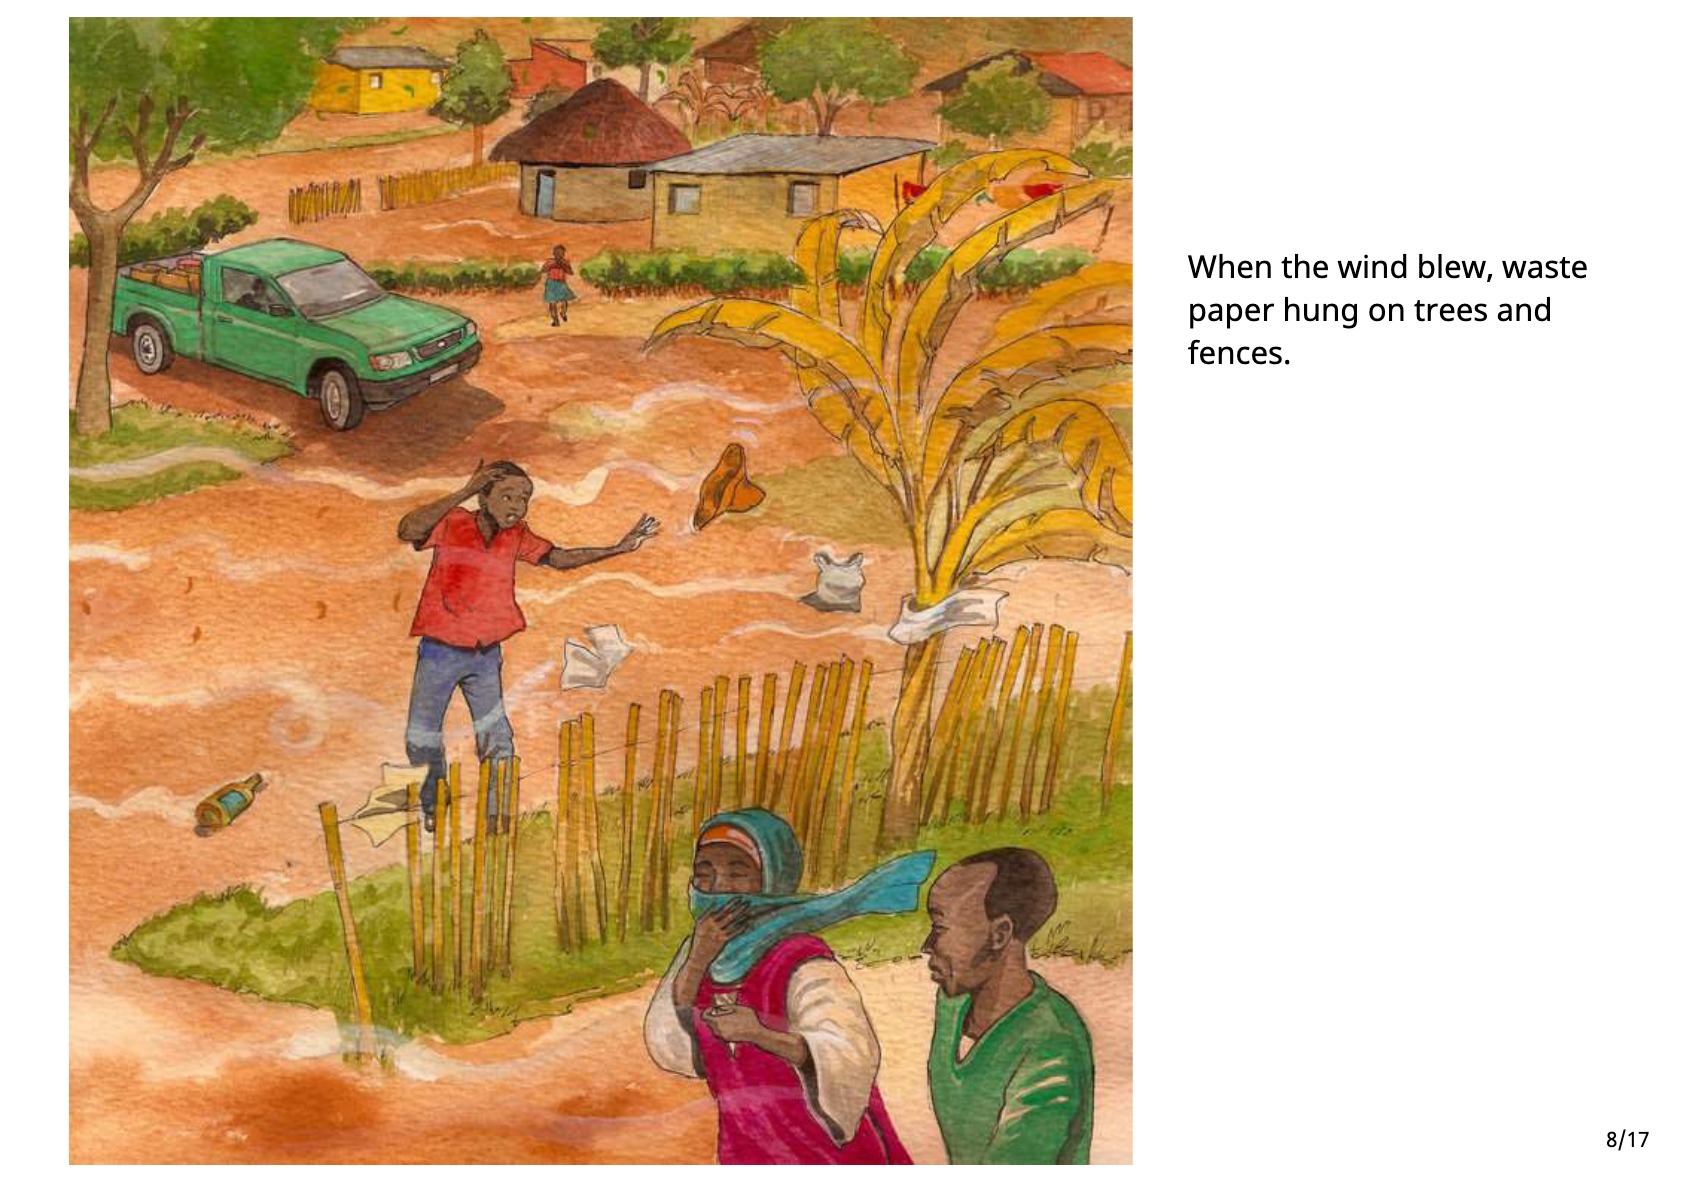 When the wind blew, waste
paper hung on trees and
fences.
8/17